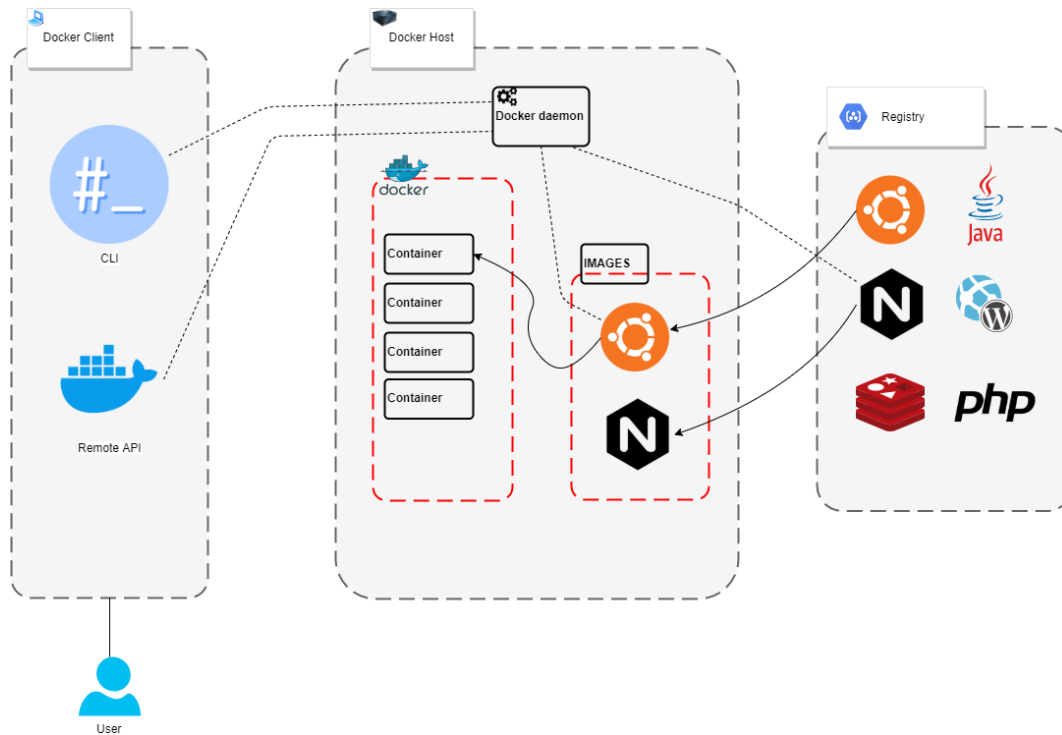 Docker Client
Docker Host
Docker daemon
Registry
docker
Java
#_
CLI
Container
IMAGES
Container
N
W
Container
Container
php
N
Remote API
User